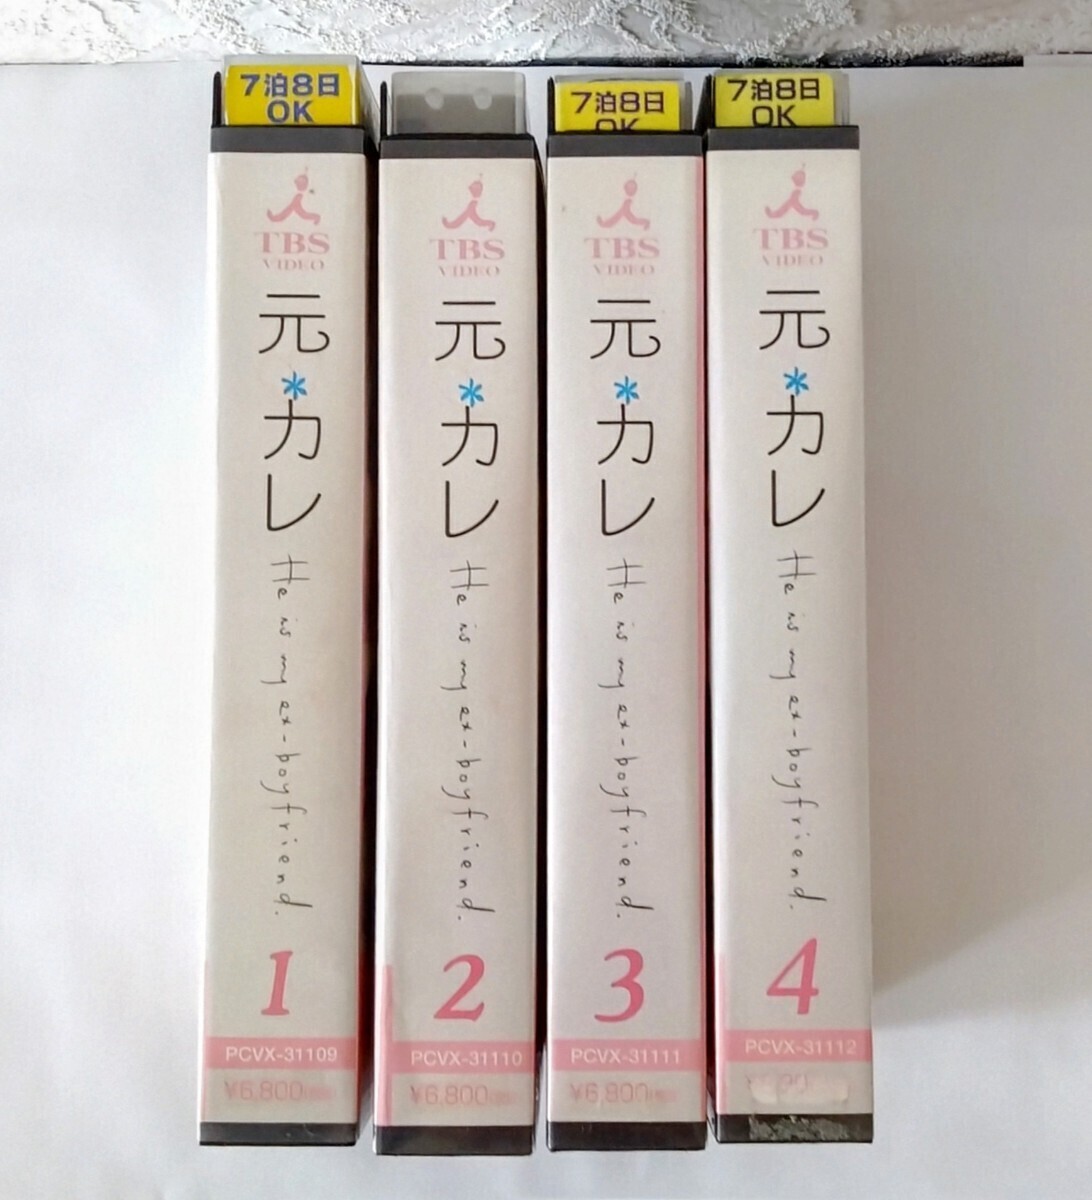 7泊8日
OK
TBS
VIDEO
元*カレ
He is my ex-boyfriend.
1
PCVX-31109
¥6,800
TBS
VIDEO
元*カレ
He is my ex-boyfriend.
2
PCVX-31110
¥6,800
7泊8日
OK
TBS
VIDEO
元*カレ
He is my ex-boyfriend.
3
PCVX-31111
¥6,800
7泊8日
OK
TBS
VIDEO
元*カレ
He is my ex-boyfriend.
4
PCVX-31112